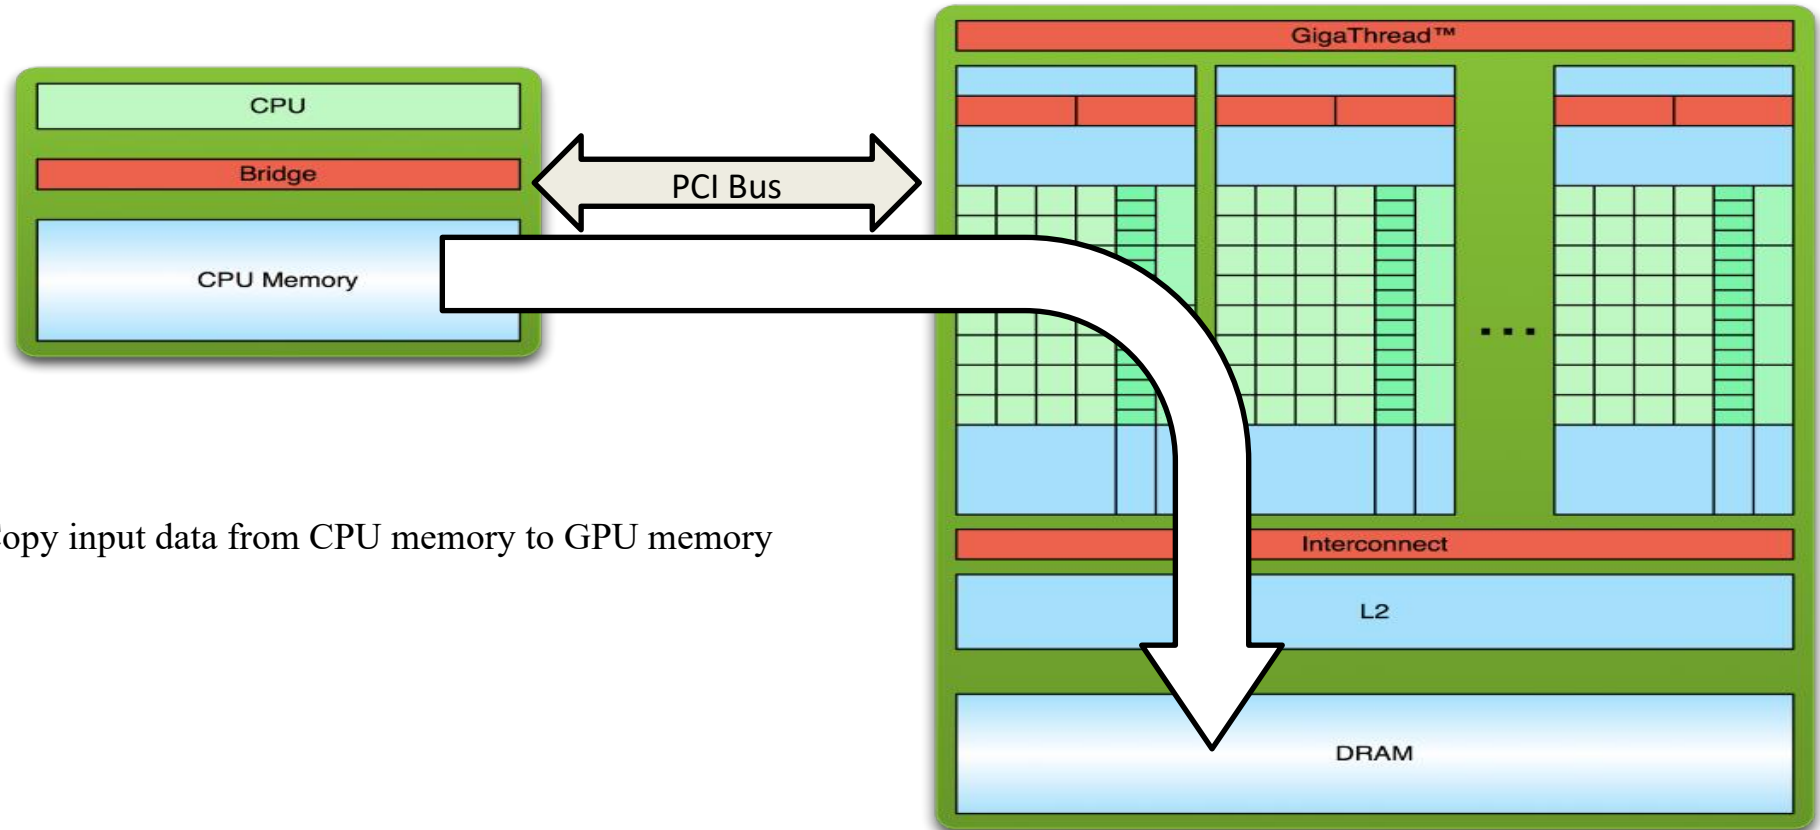 GigaThread™
CPU
Bridge
PCI Bus
CPU Memory
...
opy input data from CPU memory to GPU memory
Interconnect
L2
DRAM